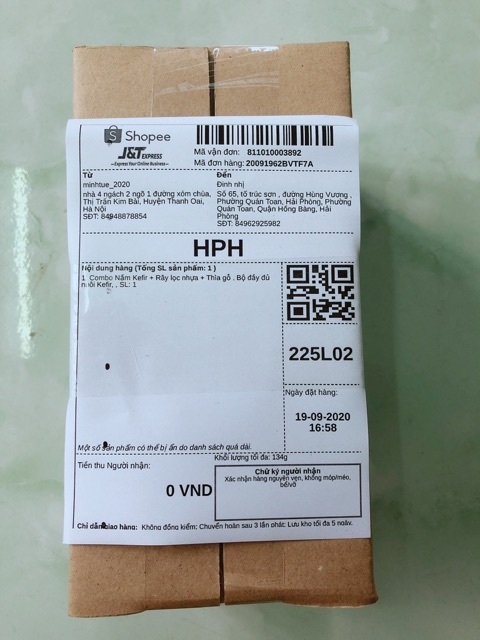 Shopee
J&T EXPRESS
Express Your Online Business
Mã vận đơn: 811010003892
Mã đơn hàng: 20091962BVTF7A
Từ
minhtue_2020
nhà 4 ngách 2 ngõ 1 đường xóm chùa,
Thị Trấn Kim Bài, Huyện Thanh Oai,
Hà Nội
SĐT: 84948878854
Đến
Đinh nhị
Số 65, tổ trúc sơn , đường Hùng Vương ,
Phường Quán Toan, Hải Phòng, Phường
Quán Toan, Quận Hồng Bàng, Hải
Phòng
SĐT: 84962925982
HPH
Nội dung hàng (Tổng SL sản phẩm: 1 )
1 Combo Nấm Kefir + Rây lọc nhựa + Thìa gỗ . Bộ đầy đủ
nuôi Kefir, , SL: 1
225L02
Ngày đặt hàng:
19-09-2020
16:58
Một số sản phẩm có thể bị ẩn do danh sách quá dài.
Khối lượng tối đa: 134g
Tiền thu Người nhận:
0 VND
Chữ ký người nhận
Xác nhận hàng nguyên vẹn, không móp/méo,
bể/vỡ
Chỉ dẫn giao hàng: Không đồng kiểm; Chuyển hoàn sau 3 lần phát; Lưu kho tối đa 5 ngày.